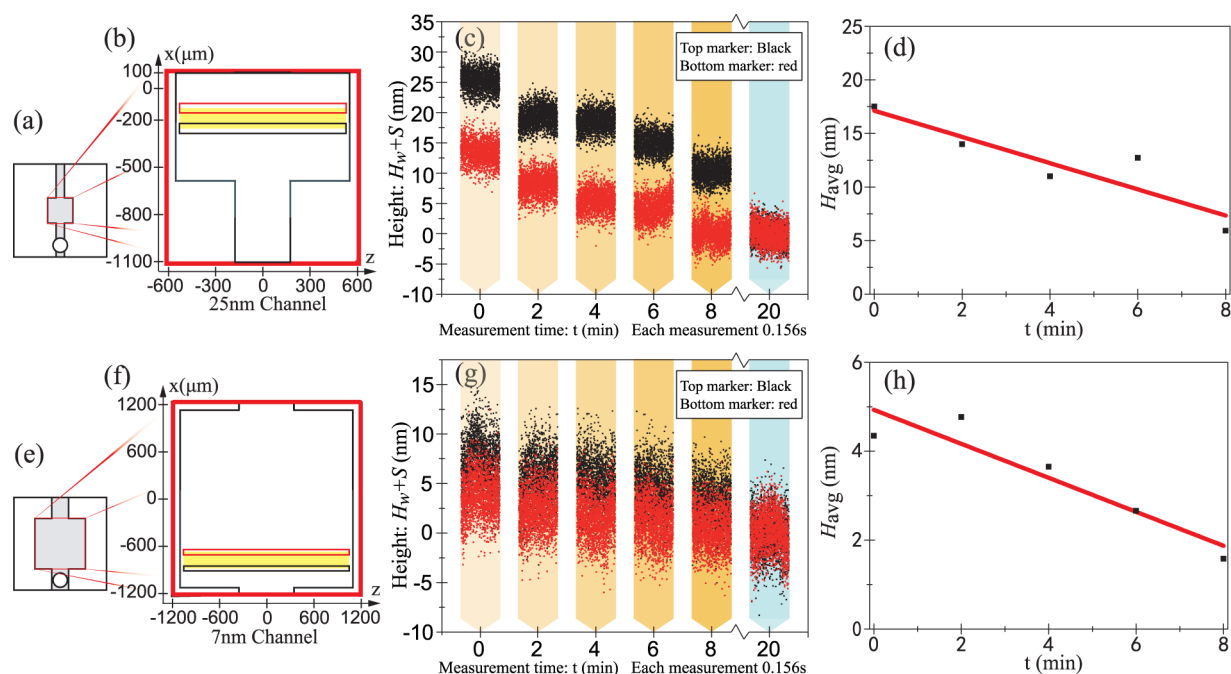 (a)
(b)
x(μm)
100
0
-200
-500
-800
-1100
-600
-300
0
300
600
z
25nm Channel
(c)
Height: Hw+S (nm)
35
30
25
20
15
10
5
0
-5
-10
Top marker: Black
Bottom marker: red
0
2
4
6
8
20
Measurement time: t (min) Each measurement 0.156s
(d)
Havg (nm)
25
20
15
10
5
0
0
2
4
6
8
t (min)
(e)
(f)
x(μm)
1200
600
0
-600
-1200
-1200
-600
0
600
1200
z
7nm Channel
(g)
Height: Hw+S (nm)
15
10
5
0
-5
-10
Top marker: Black
Bottom marker: red
0
2
4
6
8
20
Measurement time: t (min) Each measurement 0.156s
(h)
Havg (nm)
6
4
2
0
0
2
4
6
8
t (min)